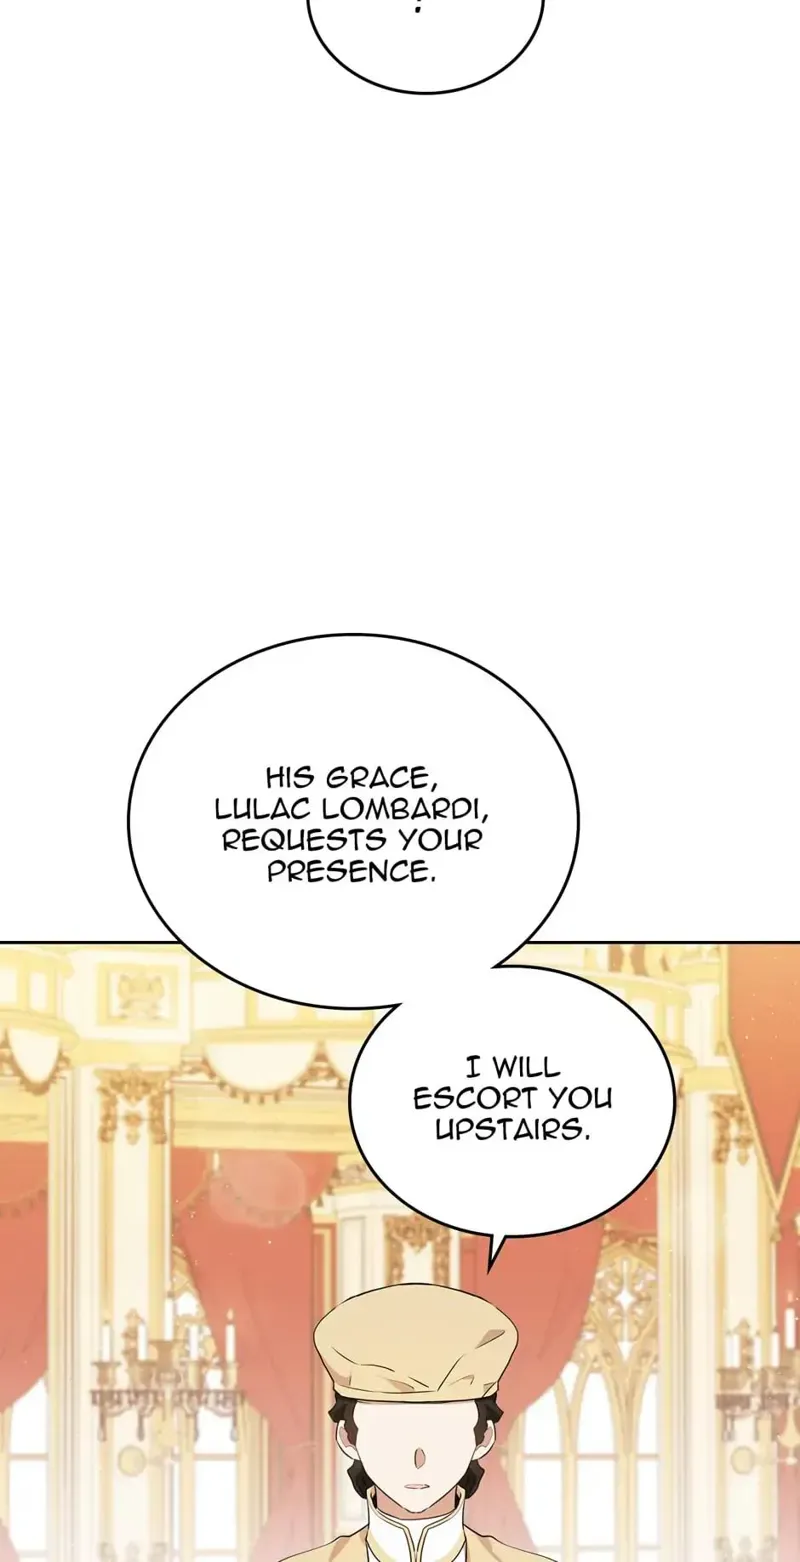 HIS GRACE,
LULAC LOMBARDI,
REQUESTS YOUR
PRESENCE.
I WILL
ESCORT YOU
UPSTAIRS.